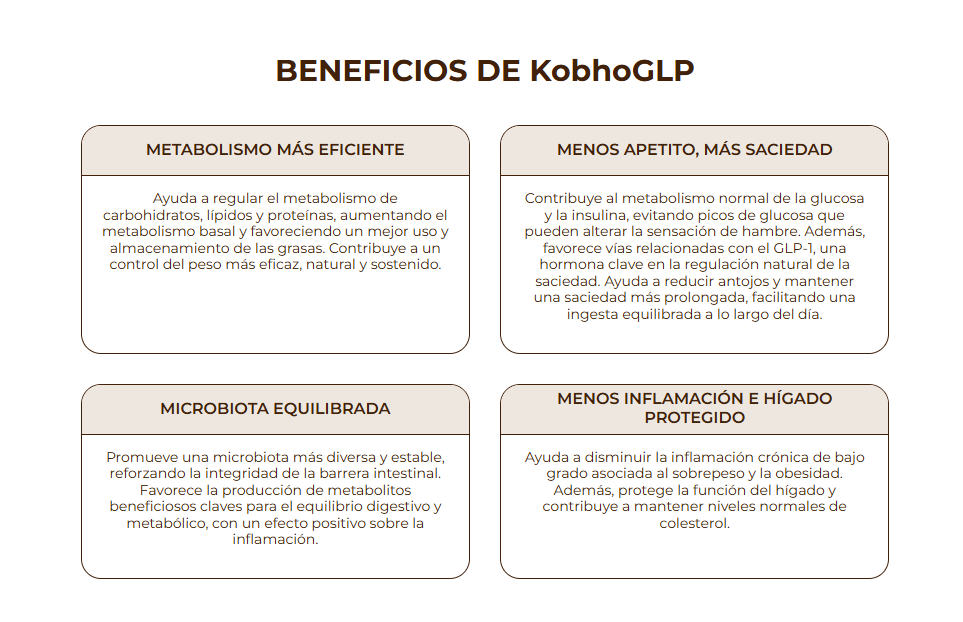 BENEFICIOS DE KobhoGLP
METABOLISMO MÁS EFICIENTE
Ayuda a regular el metabolismo de
carbohidratos, lípidos y proteínas, aumentando el
metabolismo basal y favoreciendo un mejor uso y
almacenamiento de las grasas. Contribuye a un
control del peso más eficaz, natural y sostenido.
MENOS APETITO, MÁS SACIEDAD
Contribuye al metabolismo normal de la glucosa
y la insulina, evitando picos de glucosa que
pueden alterar la sensación de hambre. Además,
favorece vías relacionadas con el GLP-1, una
hormona clave en la regulación natural de la
saciedad. Ayuda a reducir antojos y mantener
una saciedad más prolongada, facilitando una
ingesta equilibrada a lo largo del día.
MICROBIOTA EQUILIBRADA
Promueve una microbiota más diversa y estable,
reforzando la integridad de la barrera intestinal.
Favorece la producción de metabolitos
beneficiosos claves para el equilibrio digestivo y
metabólico, con un efecto positivo sobre la
inflamación.
MENOS INFLAMACIÓN E HÍGADO
PROTEGIDO
Ayuda a disminuir la inflamación crónica de bajo
grado asociada al sobrepeso y la obesidad.
Además, protege la función del hígado y
contribuye a mantener niveles normales de
colesterol.